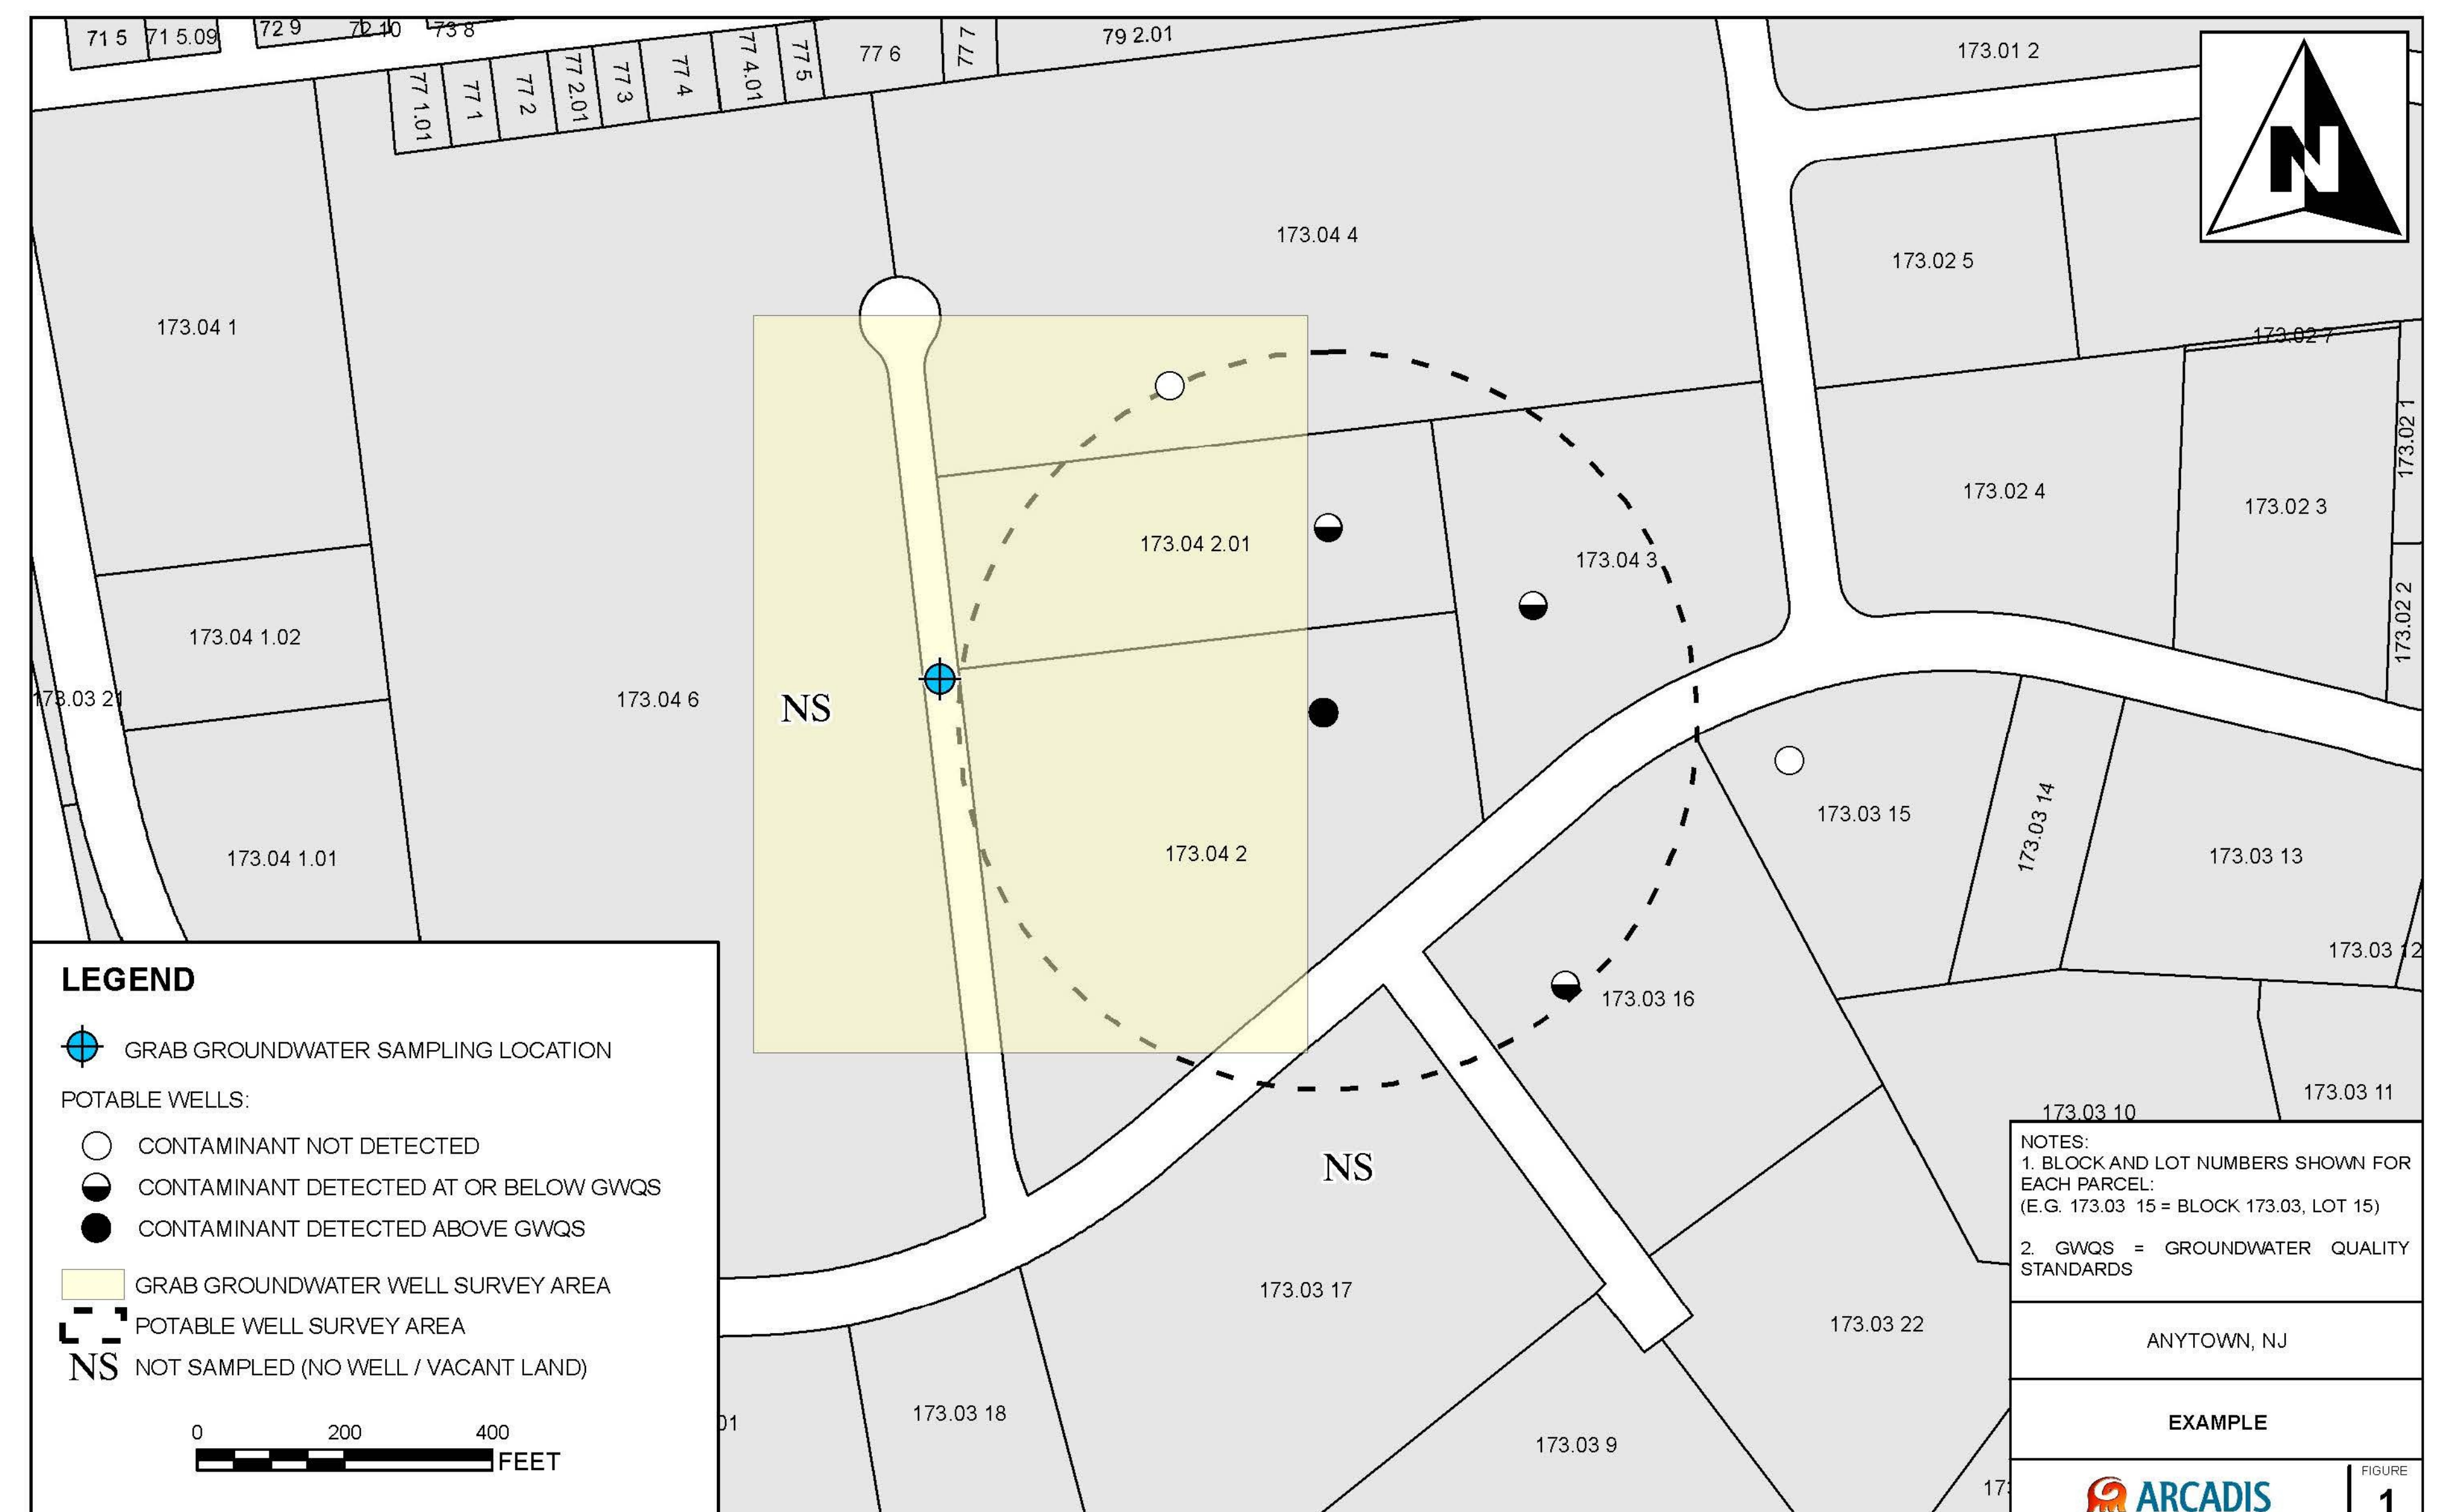 71 5
71 5.09
72 9
72 10
73 8
77 1.01
77 1
77 2
77 2.01
77 3
77 4
77 4.01
77 5
77 6
77 7
79 2.01
173.01 2
N
173.04 4
173.02 5
173.04 1
173.02 7
173.02 1
173.02 4
173.02 3
173.04 2.01
173.04 3
173.02 2
173.04 1.02
173.03 21
173.04 6
NS
173.03 15
173.03 14
173.04 2
173.03 13
173.04 1.01
173.03 12
173.03 16
173.03 11
173.03 10
NS
173.03 17
173.03 22
173.03 18
173.03 9
01
173
LEGEND
GRAB GROUNDWATER SAMPLING LOCATION
POTABLE WELLS:
CONTAMINANT NOT DETECTED
CONTAMINANT DETECTED AT OR BELOW GWQS
CONTAMINANT DETECTED ABOVE GWQS
GRAB GROUNDWATER WELL SURVEY AREA
POTABLE WELL SURVEY AREA
NS NOT SAMPLED (NO WELL / VACANT LAND)
0 200 400
FEET
NOTES:
1. BLOCK AND LOT NUMBERS SHOWN FOR
EACH PARCEL:
(E.G. 173.03 15 = BLOCK 173.03, LOT 15)
2. GWQS = GROUNDWATER QUALITY
STANDARDS
ANYTOWN, NJ
EXAMPLE
ARCADIS
FIGURE
1